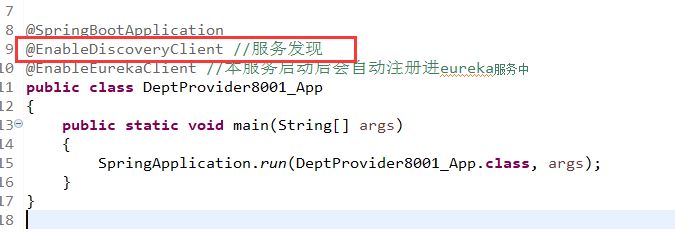 7
8 @SpringBootApplication
9 @EnableDiscoveryClient //服务发现
10 @EnableEurekaClient //本服务启动后会自动注册进eureka服务中
11 public class DeptProvider8001_App
12 {
13 public static void main(String[] args)
14 {
15 SpringApplication.run(DeptProvider8001_App.class, args);
16 }
17 }
18